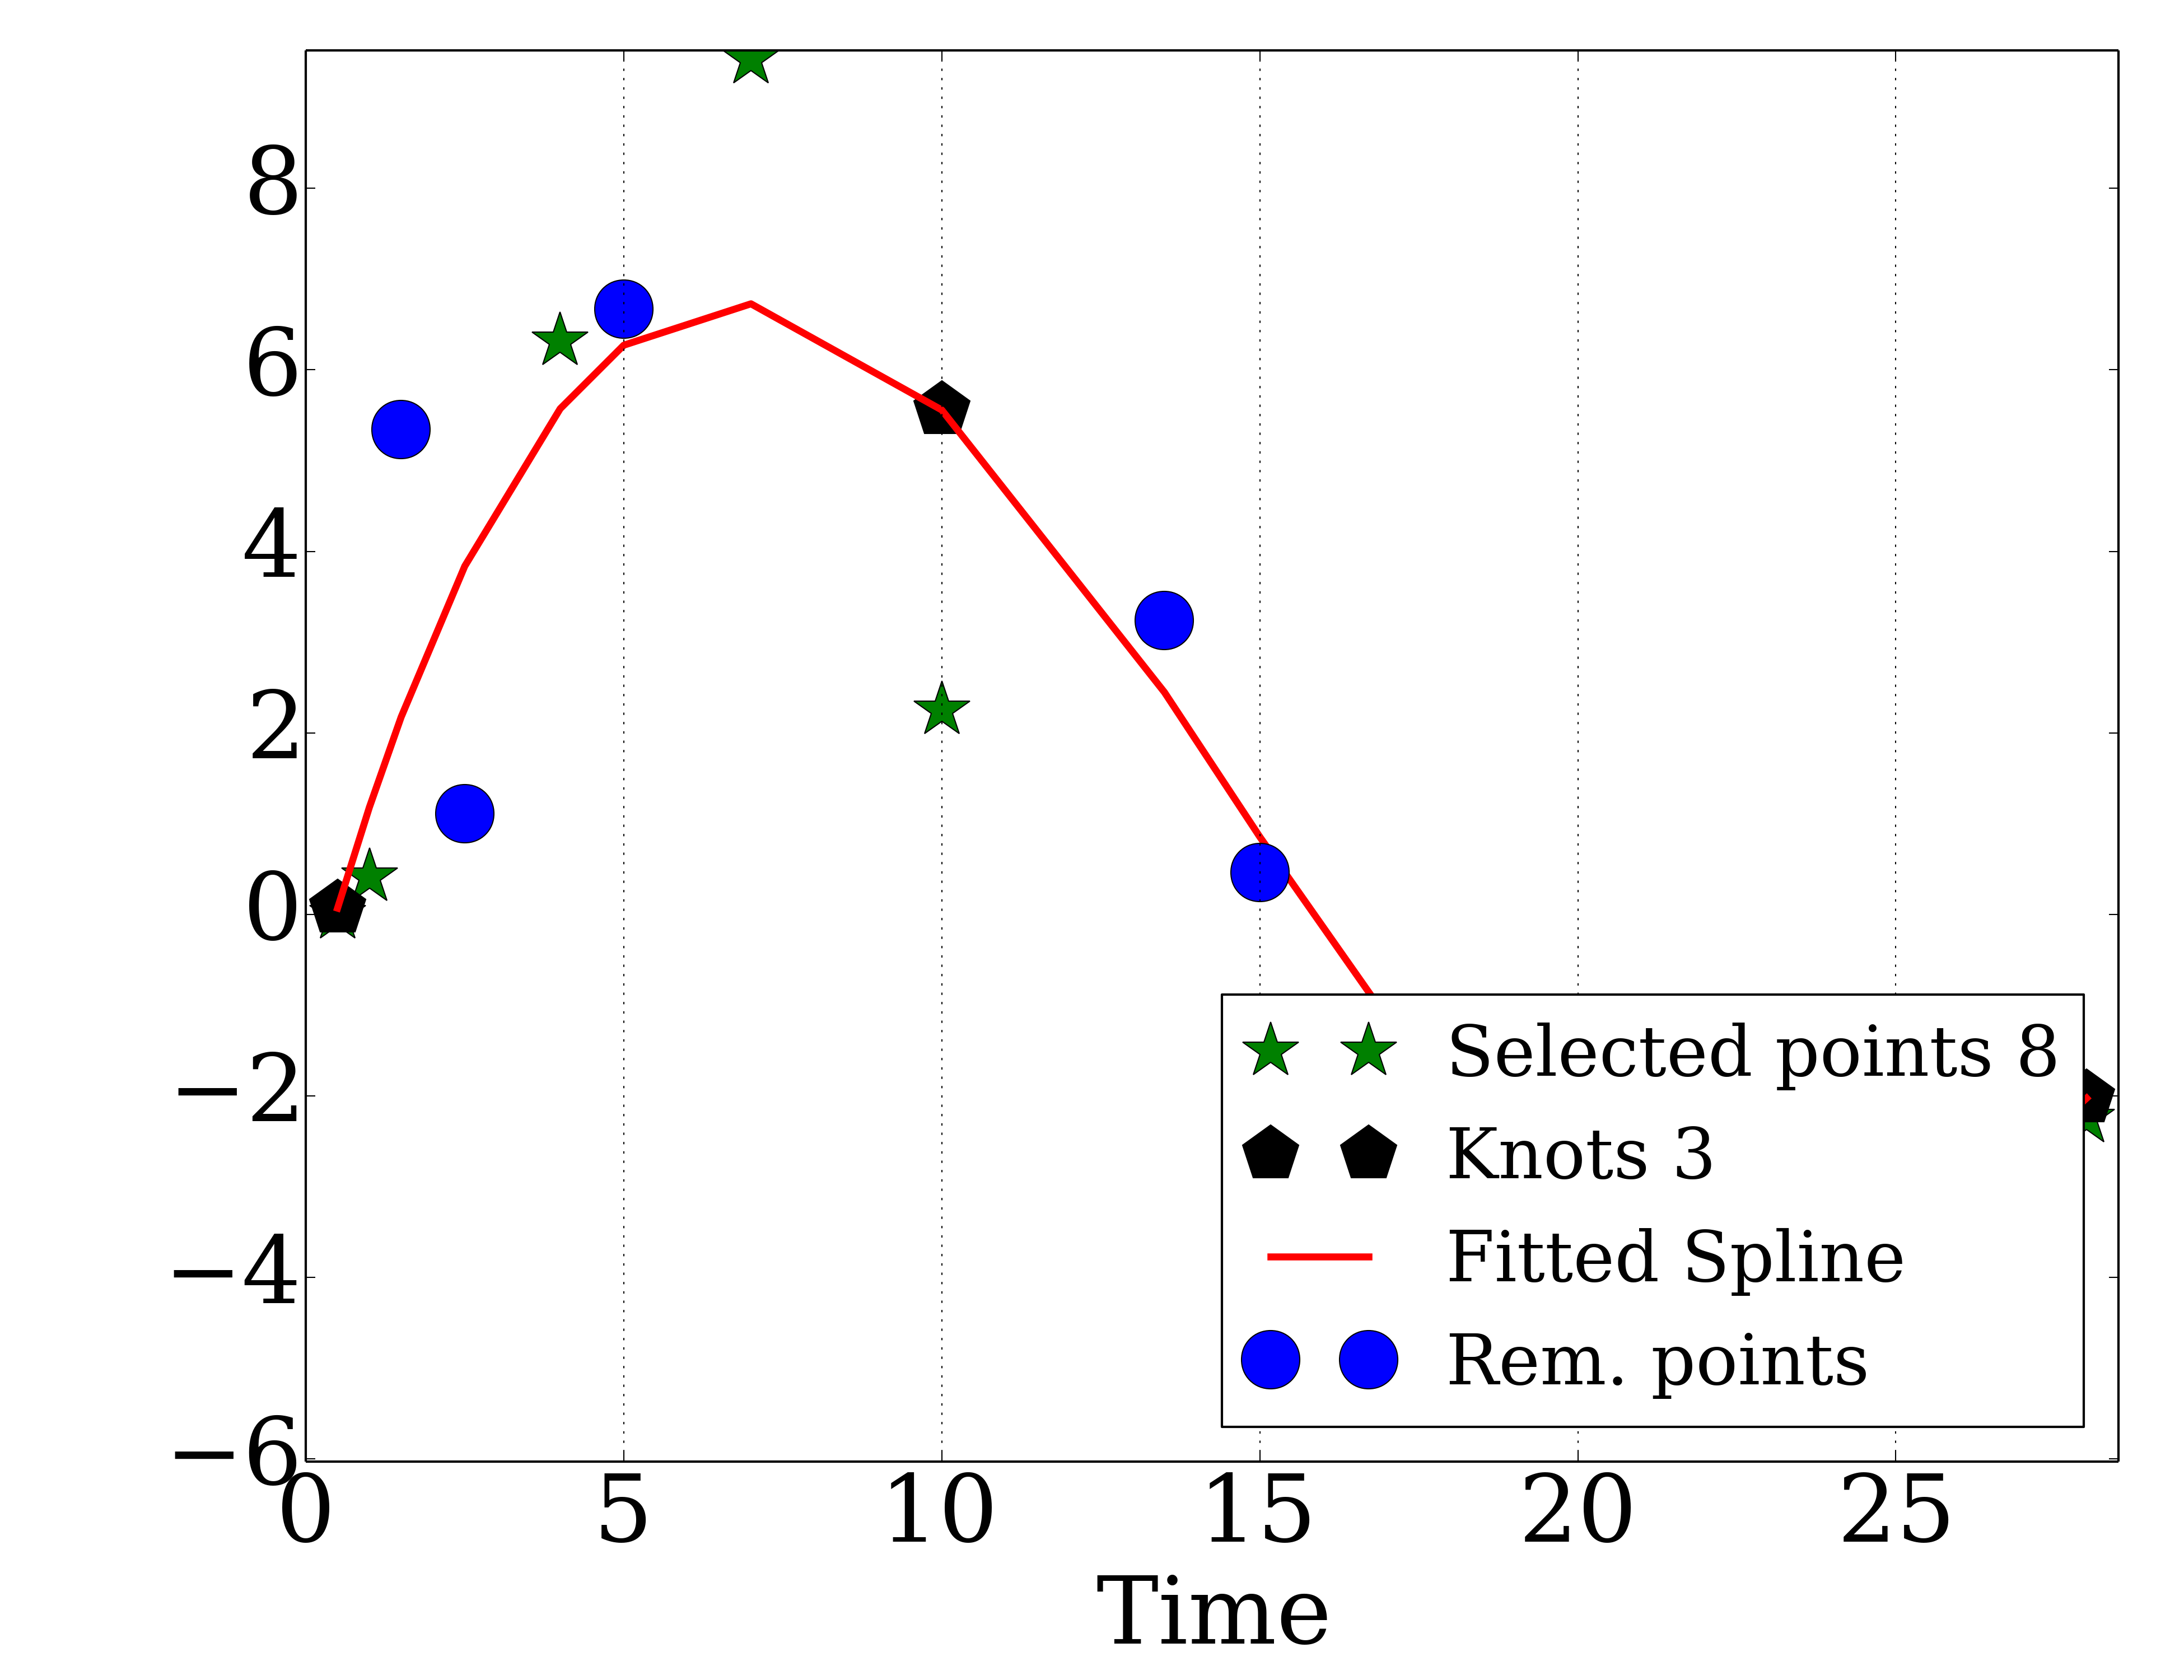 8
6
4
2
0
−2
−4
−6
0 5 10 15 20 25
Time
Selected points 8
Knots 3
Fitted Spline
Rem. points